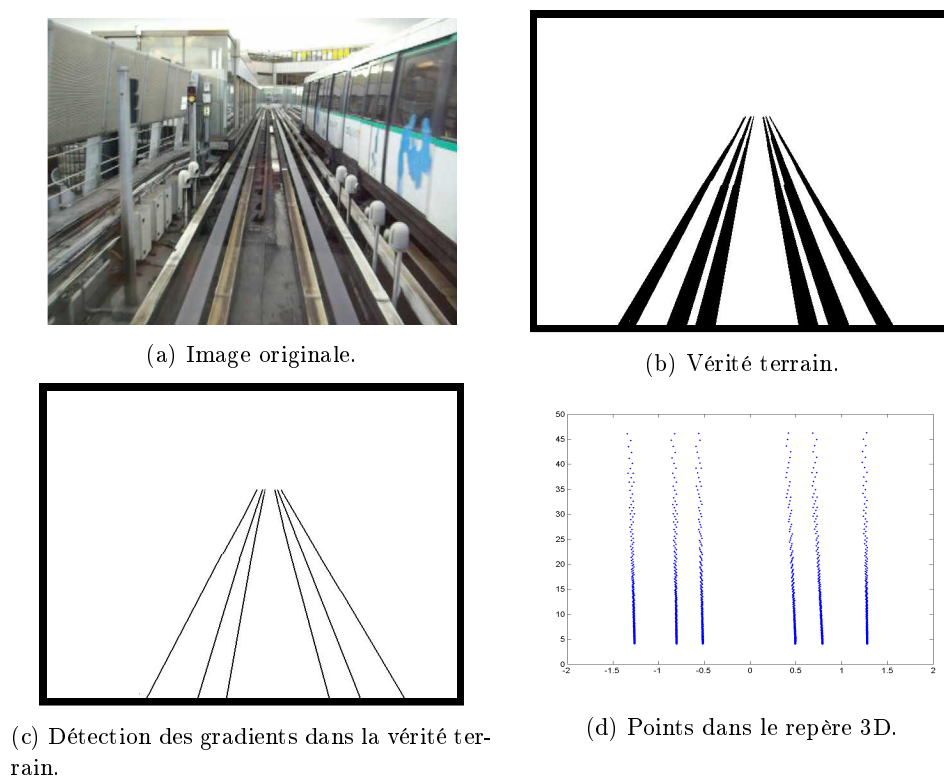 (a) Image originale.
(b) Vérité terrain.
(c) Détection des gradients dans la vérité ter-
rain.
50
45
40
35
30
25
20
15
10
5
0
-2 -1.5 -1 -0.5 0 0.5 1 1.5 2
(d) Points dans le repère 3D.